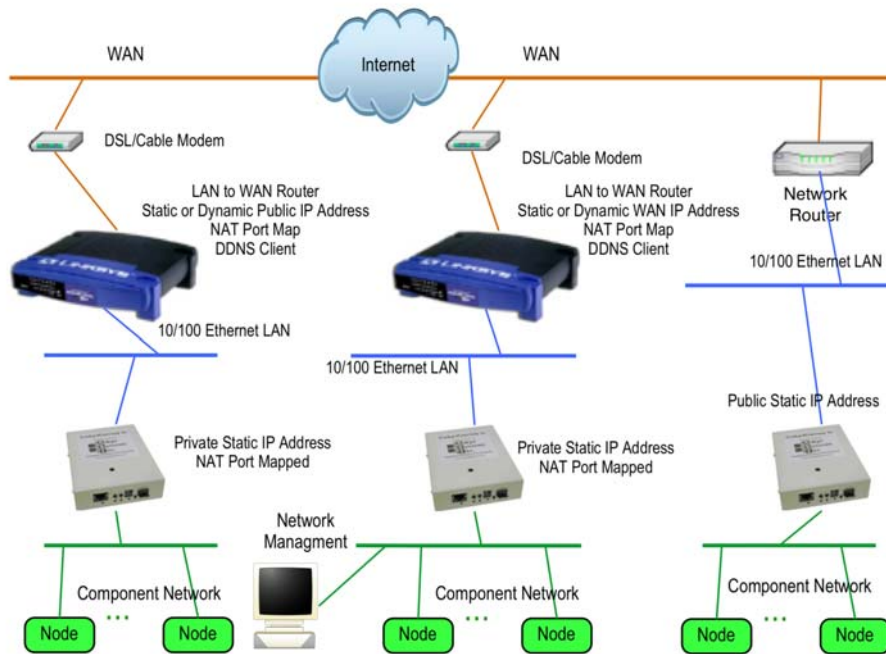 WAN
Internet
WAN
DSL/Cable Modem
DSL/Cable Modem
LAN to WAN Router
Static or Dynamic Public IP Address
NAT Port Map
DDNS Client
LAN to WAN Router
Static or Dynamic WAN IP Address
NAT Port Map
DDNS Client
Network
Router
LINKSYS
LINKSYS
10/100 Ethernet LAN
10/100 Ethernet LAN
10/100 Ethernet LAN
Public Static IP Address
Private Static IP Address
NAT Port Mapped
Private Static IP Address
NAT Port Mapped
Network
Managment
Component Network
Component Network
Component Network
...
...
...
Node
Node
Node
Node
Node
Node